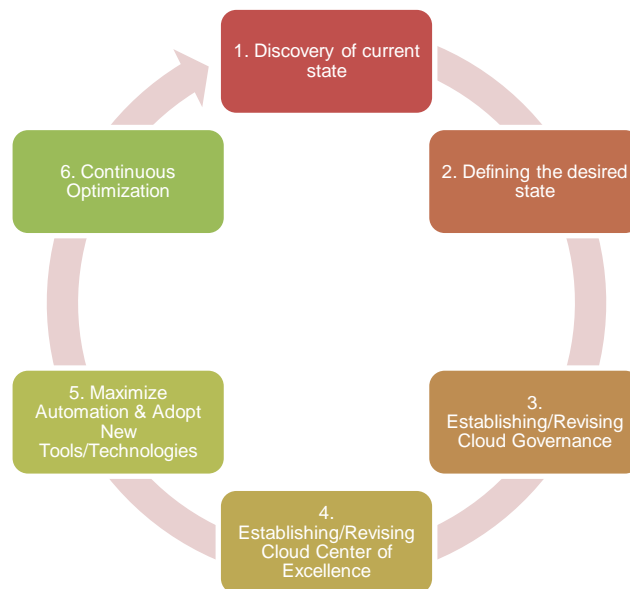 1. Discovery of current
state
2. Defining the desired
state
3.
Establishing/Revising
Cloud Governance
4.
Establishing/Revising
Cloud Center of
Excellence
5. Maximize
Automation & Adopt
New
Tools/Technologies
6. Continuous
Optimization